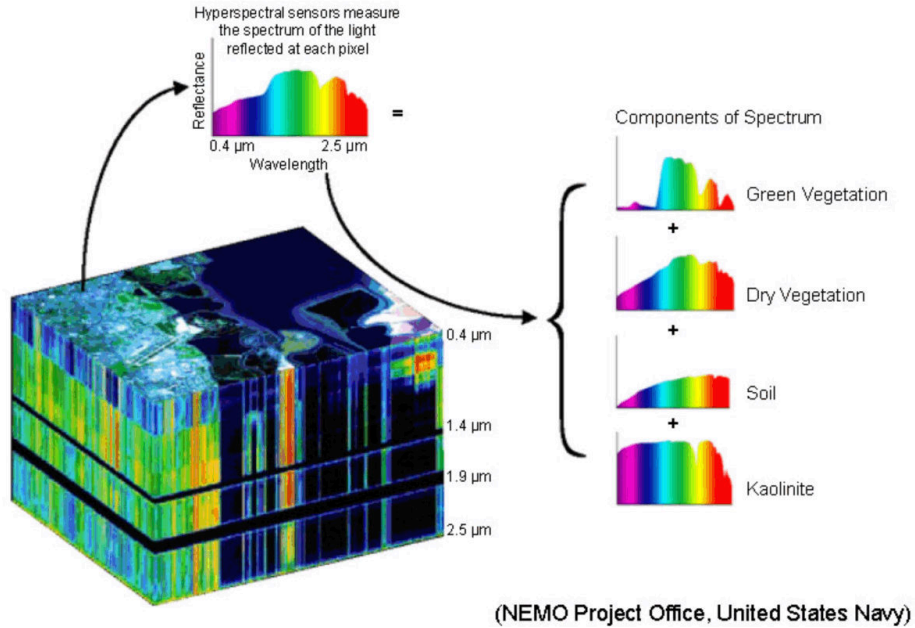 Hyperspectral sensors measure
the spectrum of the light
reflected at each pixel
Reflectance
0.4 μm
2.5 μm
Wavelength
=
Components of Spectrum
Green Vegetation
+
Dry Vegetation
+
Soil
+
Kaolinite
0.4 μm
1.4 μm
1.9 μm
2.5 μm
(NEMO Project Office, United States Navy)